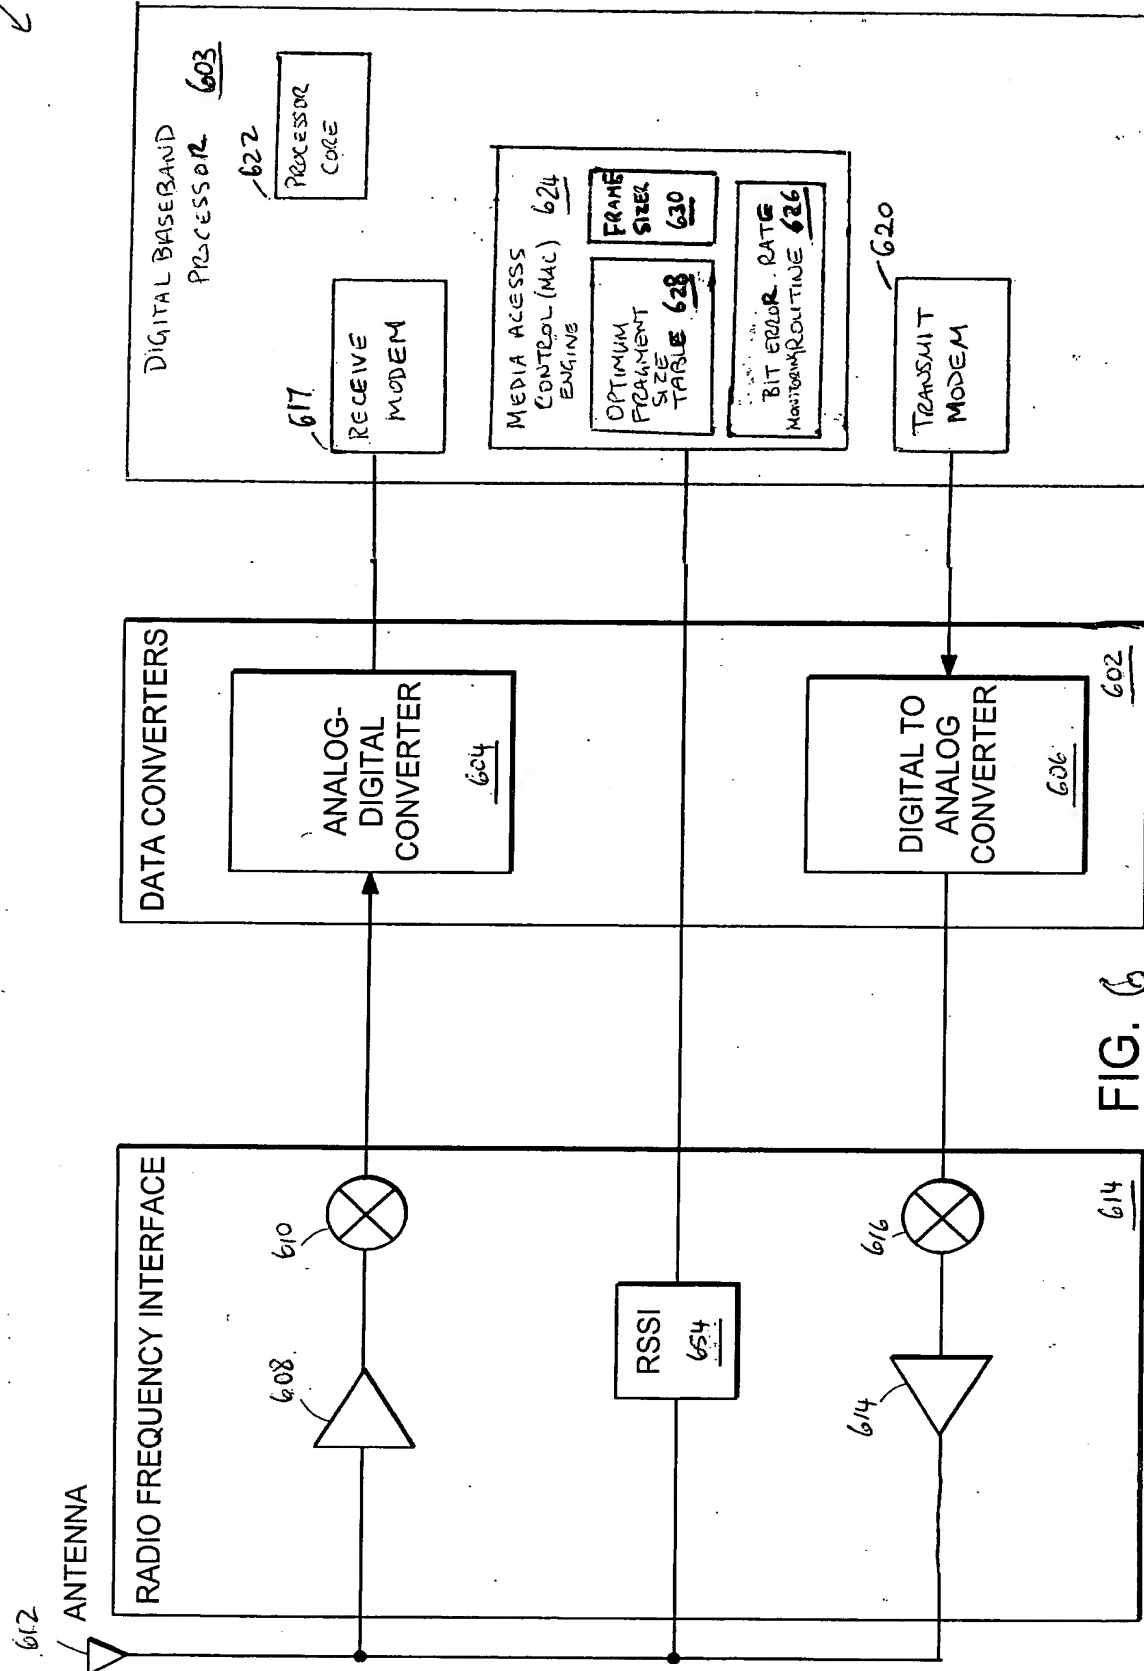 612
ANTENNA
RADIO FREQUENCY INTERFACE
608
610
RSSI
654
614
616
614
DATA CONVERTERS
ANALOG-
DIGITAL
CONVERTER
604
DIGITAL TO
ANALOG
CONVERTER
606
602
DIGITAL BASEBAND
PROCESSOR 603
622
PROCESSOR
CORE
617
RECEIVE
MODEM
MEDIA ACESSS
CONTROL (MAC) 624
ENGINE
OPTIMUM
FRAGMENT
SIZE
TABLE 628
FRAME
SIZER
630
BIT ERROR RATE
MONITORING ROUTINE 626
620
TRANSMIT
MODEM
FIG. 6